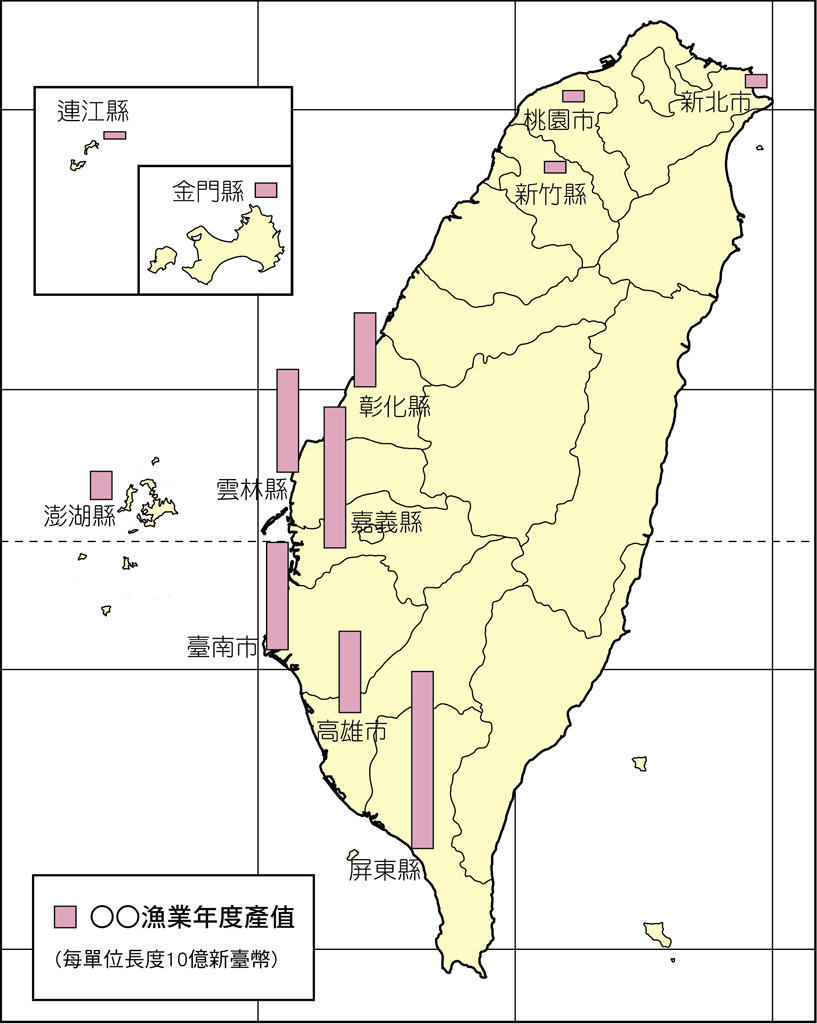 新北市
連江縣
桃園市
金門縣
新竹縣
彰化縣
雲林縣
澎湖縣
嘉義縣
臺南市
高雄市
屏東縣
○○漁業年度產值
(每單位長度10億新臺幣)